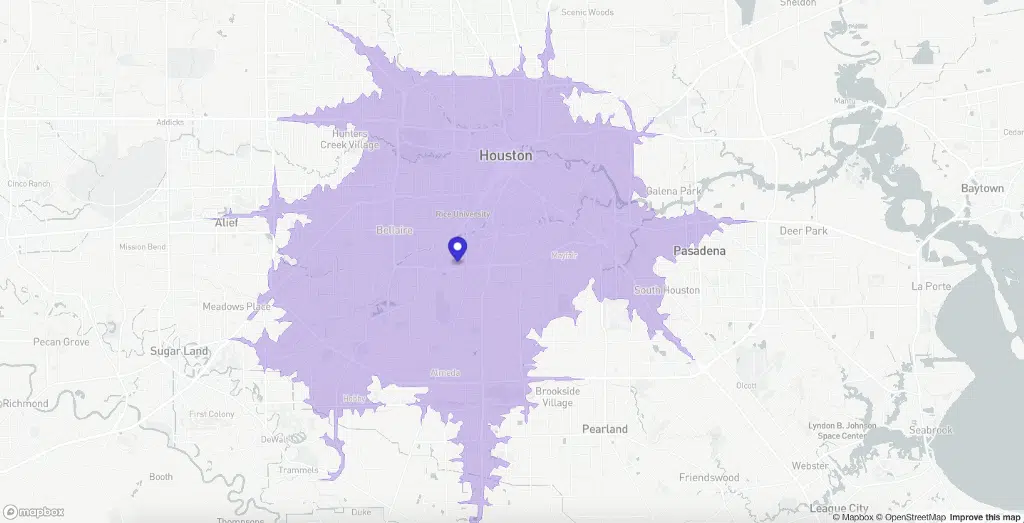 Sheldon
Scenic Woods
Addicks
Hunters
Creek Village
Houston
Cedar
Cinco Ranch
Galena Park
Baytown
Rice University
Alief
Bellaire
Deer Park
Mission Bend
Pasadena
La Porte
South Houston
Meadows Place
Pecan Grove
Sugar Land
Almeda
Olcott
Brookside
Village
Richmond
First Colony
Pearland
Lyndon B. Johnson
Space Center
Seabrook
Webster
Trammels
Booth
Friendswood
League City
Duke
Thompsons
mapbox
© Mapbox © OpenStreetMap Improve this map